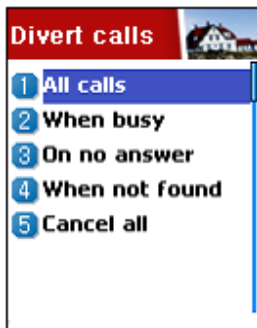 Divert calls
1 All calls
2 When busy
3 On no answer
4 When not found
5 Cancel all